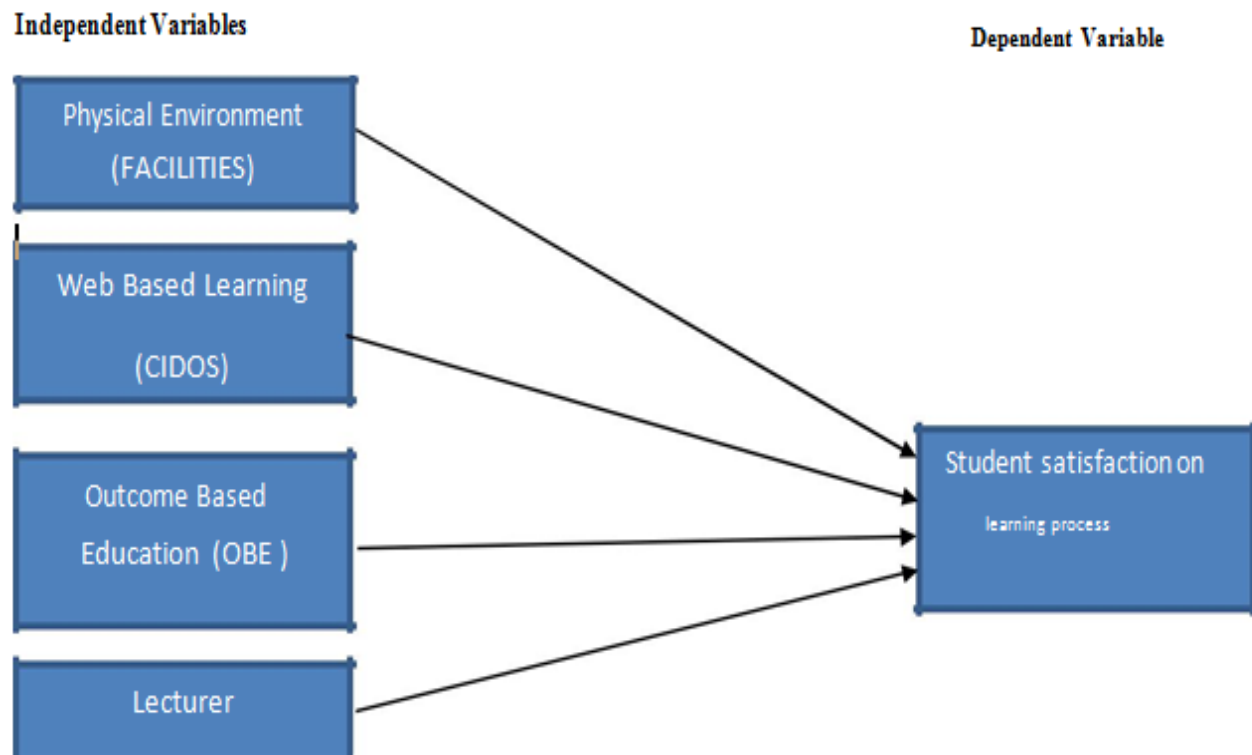 Independent Variables
Dependent Variable
Physical Environment
(FACILITIES)
Web Based Learning
(CIDOS)
Outcome Based
Education (OBE )
Lecturer
Student satisfaction on
learning process